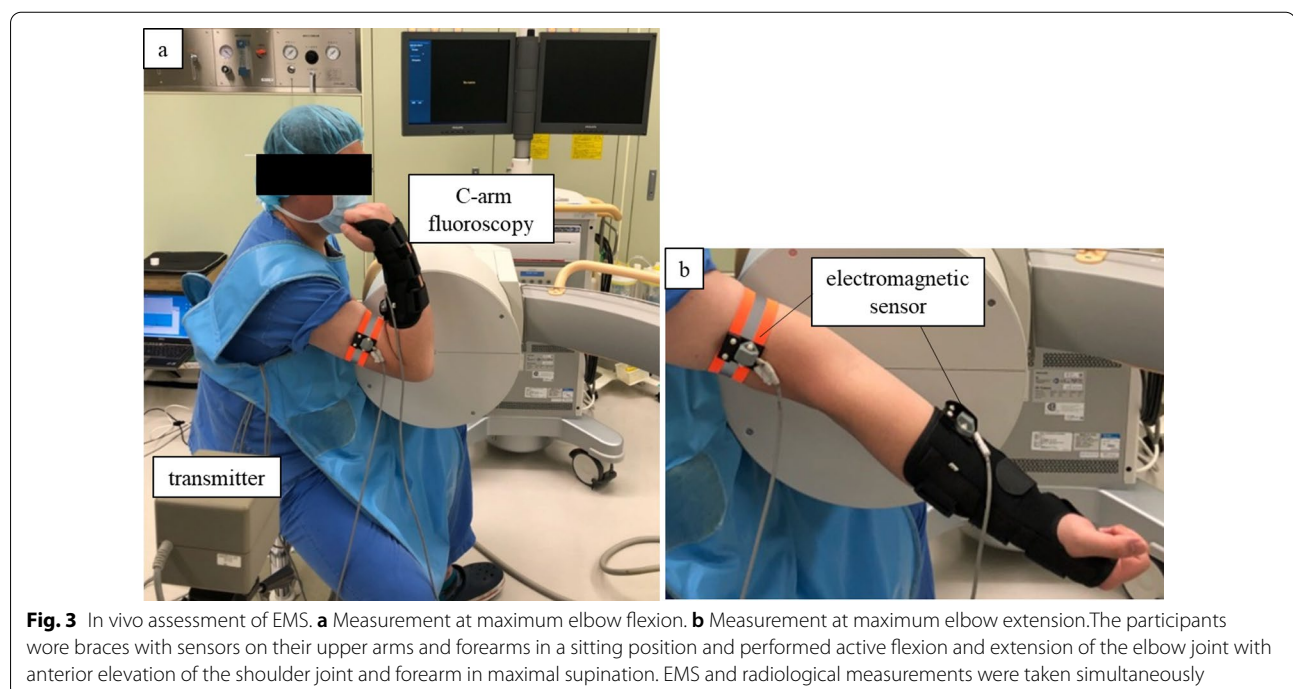 a
C-arm
fluoroscopy
transmitter
b
electromagnetic
sensor
Fig. 3 In vivo assessment of EMS. a Measurement at maximum elbow flexion. b Measurement at maximum elbow extension.The participants
wore braces with sensors on their upper arms and forearms in a sitting position and performed active flexion and extension of the elbow joint with
anterior elevation of the shoulder joint and forearm in maximal supination. EMS and radiological measurements were taken simultaneously